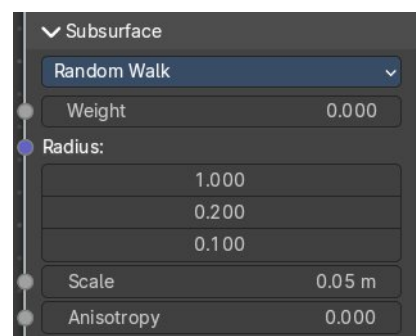 Subsurface
Random Walk
Weight 0.000
Radius:
1.000
0.200
0.100
Scale 0.05 m
Anisotropy 0.000